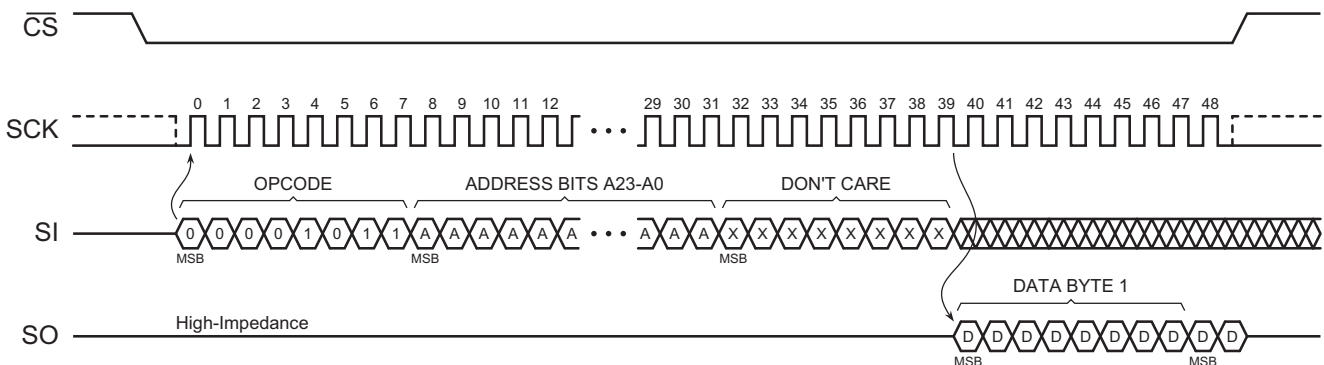 CS
0 1 2 3 4 5 6 7 8 9 10 11 12 29 30 31 32 33 34 35 36 37 38 39 40 41 42 43 44 45 46 47 48
SCK
OPCODE ADDRESS BITS A23-A0 DON'T CARE
SI 0 0 0 0 1 0 1 1 A A A A A A A A A X X X X X X X X
MSB MSB MSB
DATA BYTE 1
High-Impedance
SO D D D D D D D D D D
MSB MSB